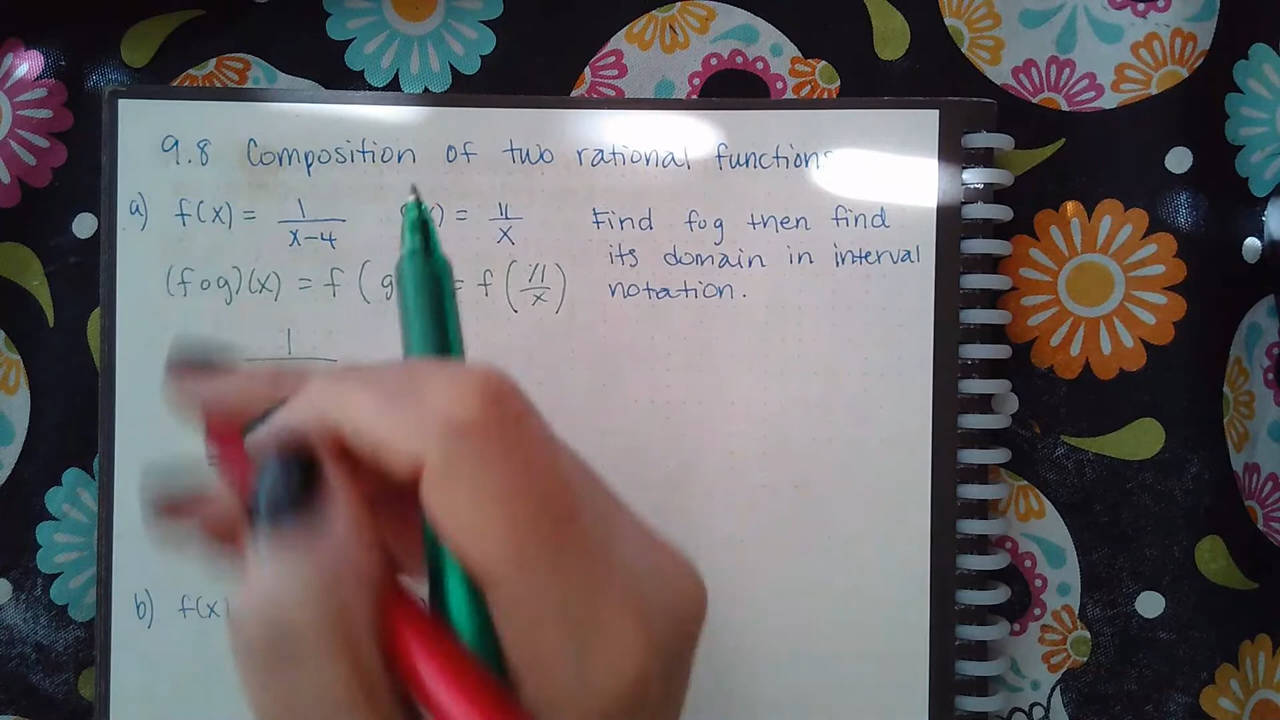 9.8 Composition of two rational functions
a) f(x) = 1/(x-4) (x) = 11/x Find fog then find
its domain in interval
(fog)(x) = f(g = f(11/x) notation.
1
b) f(x)